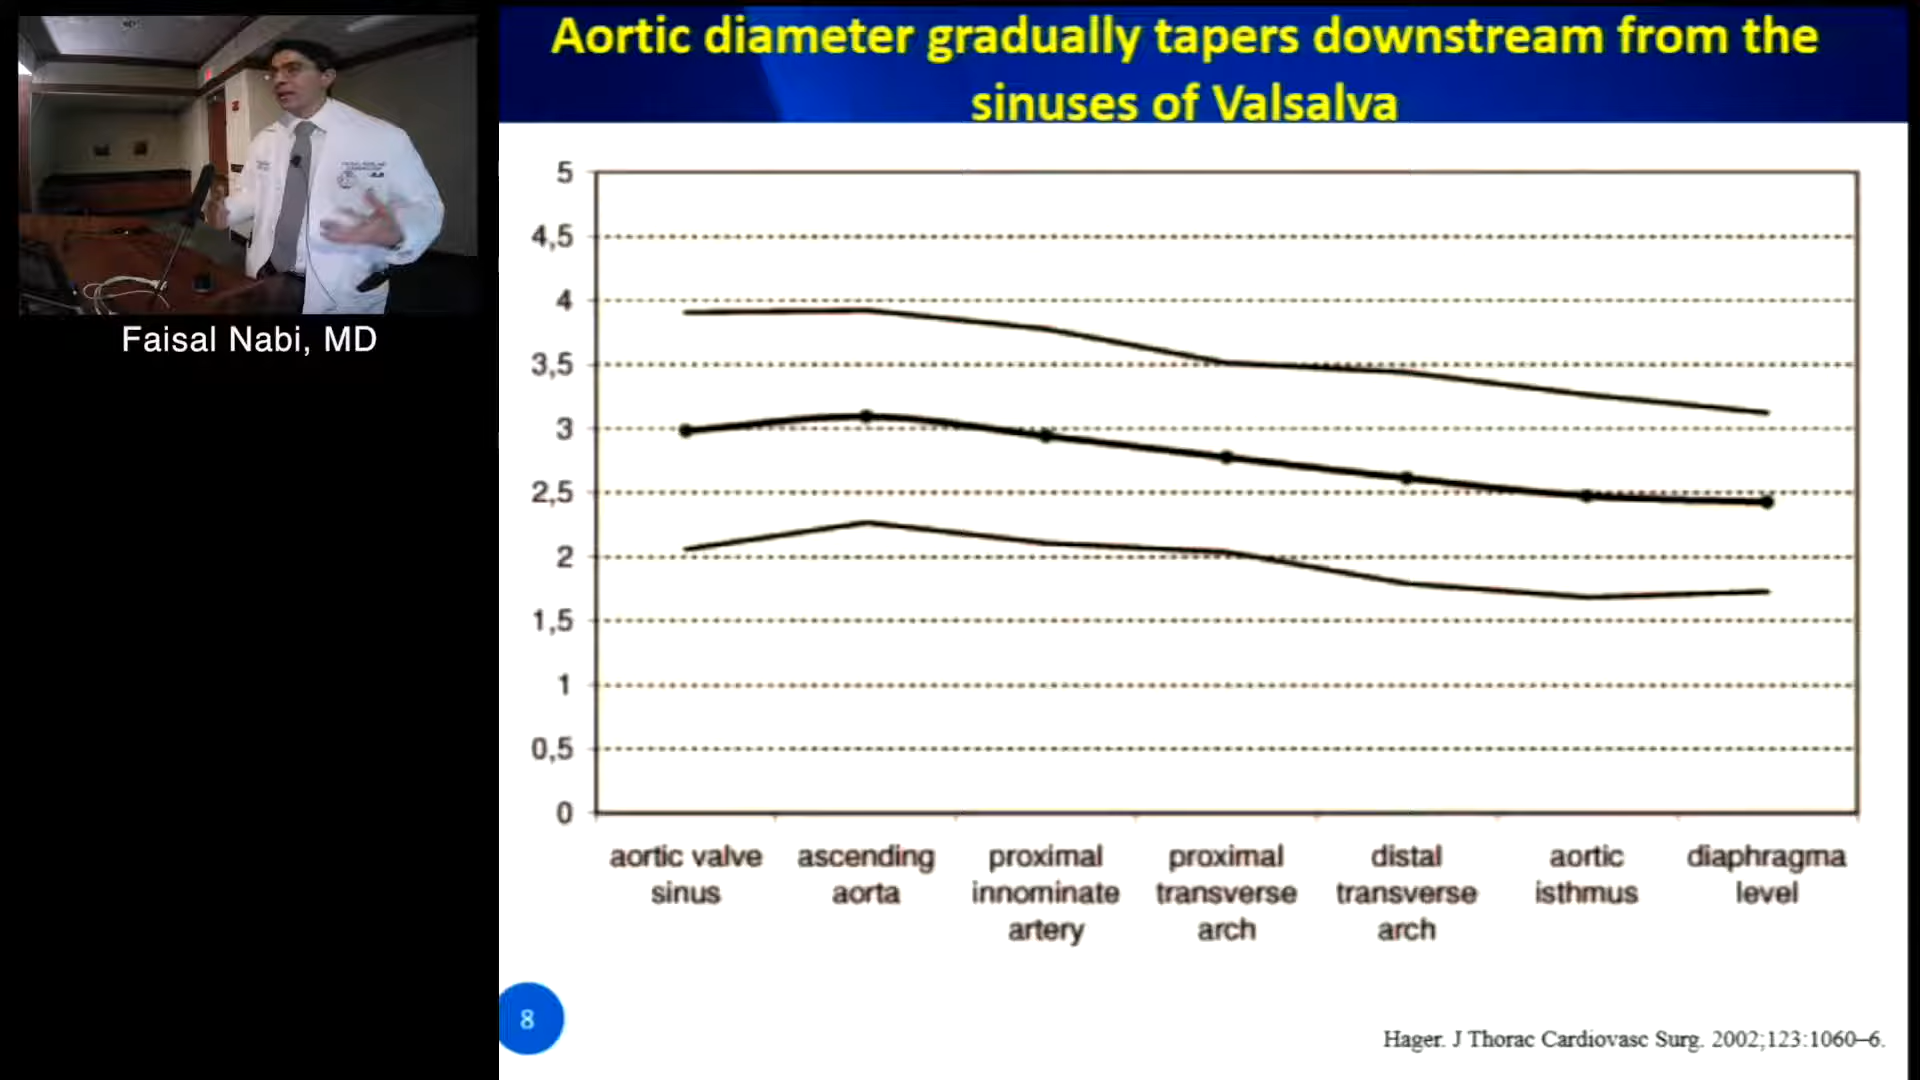 Aortic diameter gradually tapers downstream from the
sinuses of Valsalva
Faisal Nabi, MD
5
4,5
4
3,5
3
2,5
2
1,5
1
0,5
0
aortic valve
sinus
ascending
aorta
proximal
innominate
artery
proximal
transverse
arch
distal
transverse
arch
aortic
isthmus
diaphragma
level
8
Hager. J Thorac Cardiovasc Surg. 2002;123:1060–6.